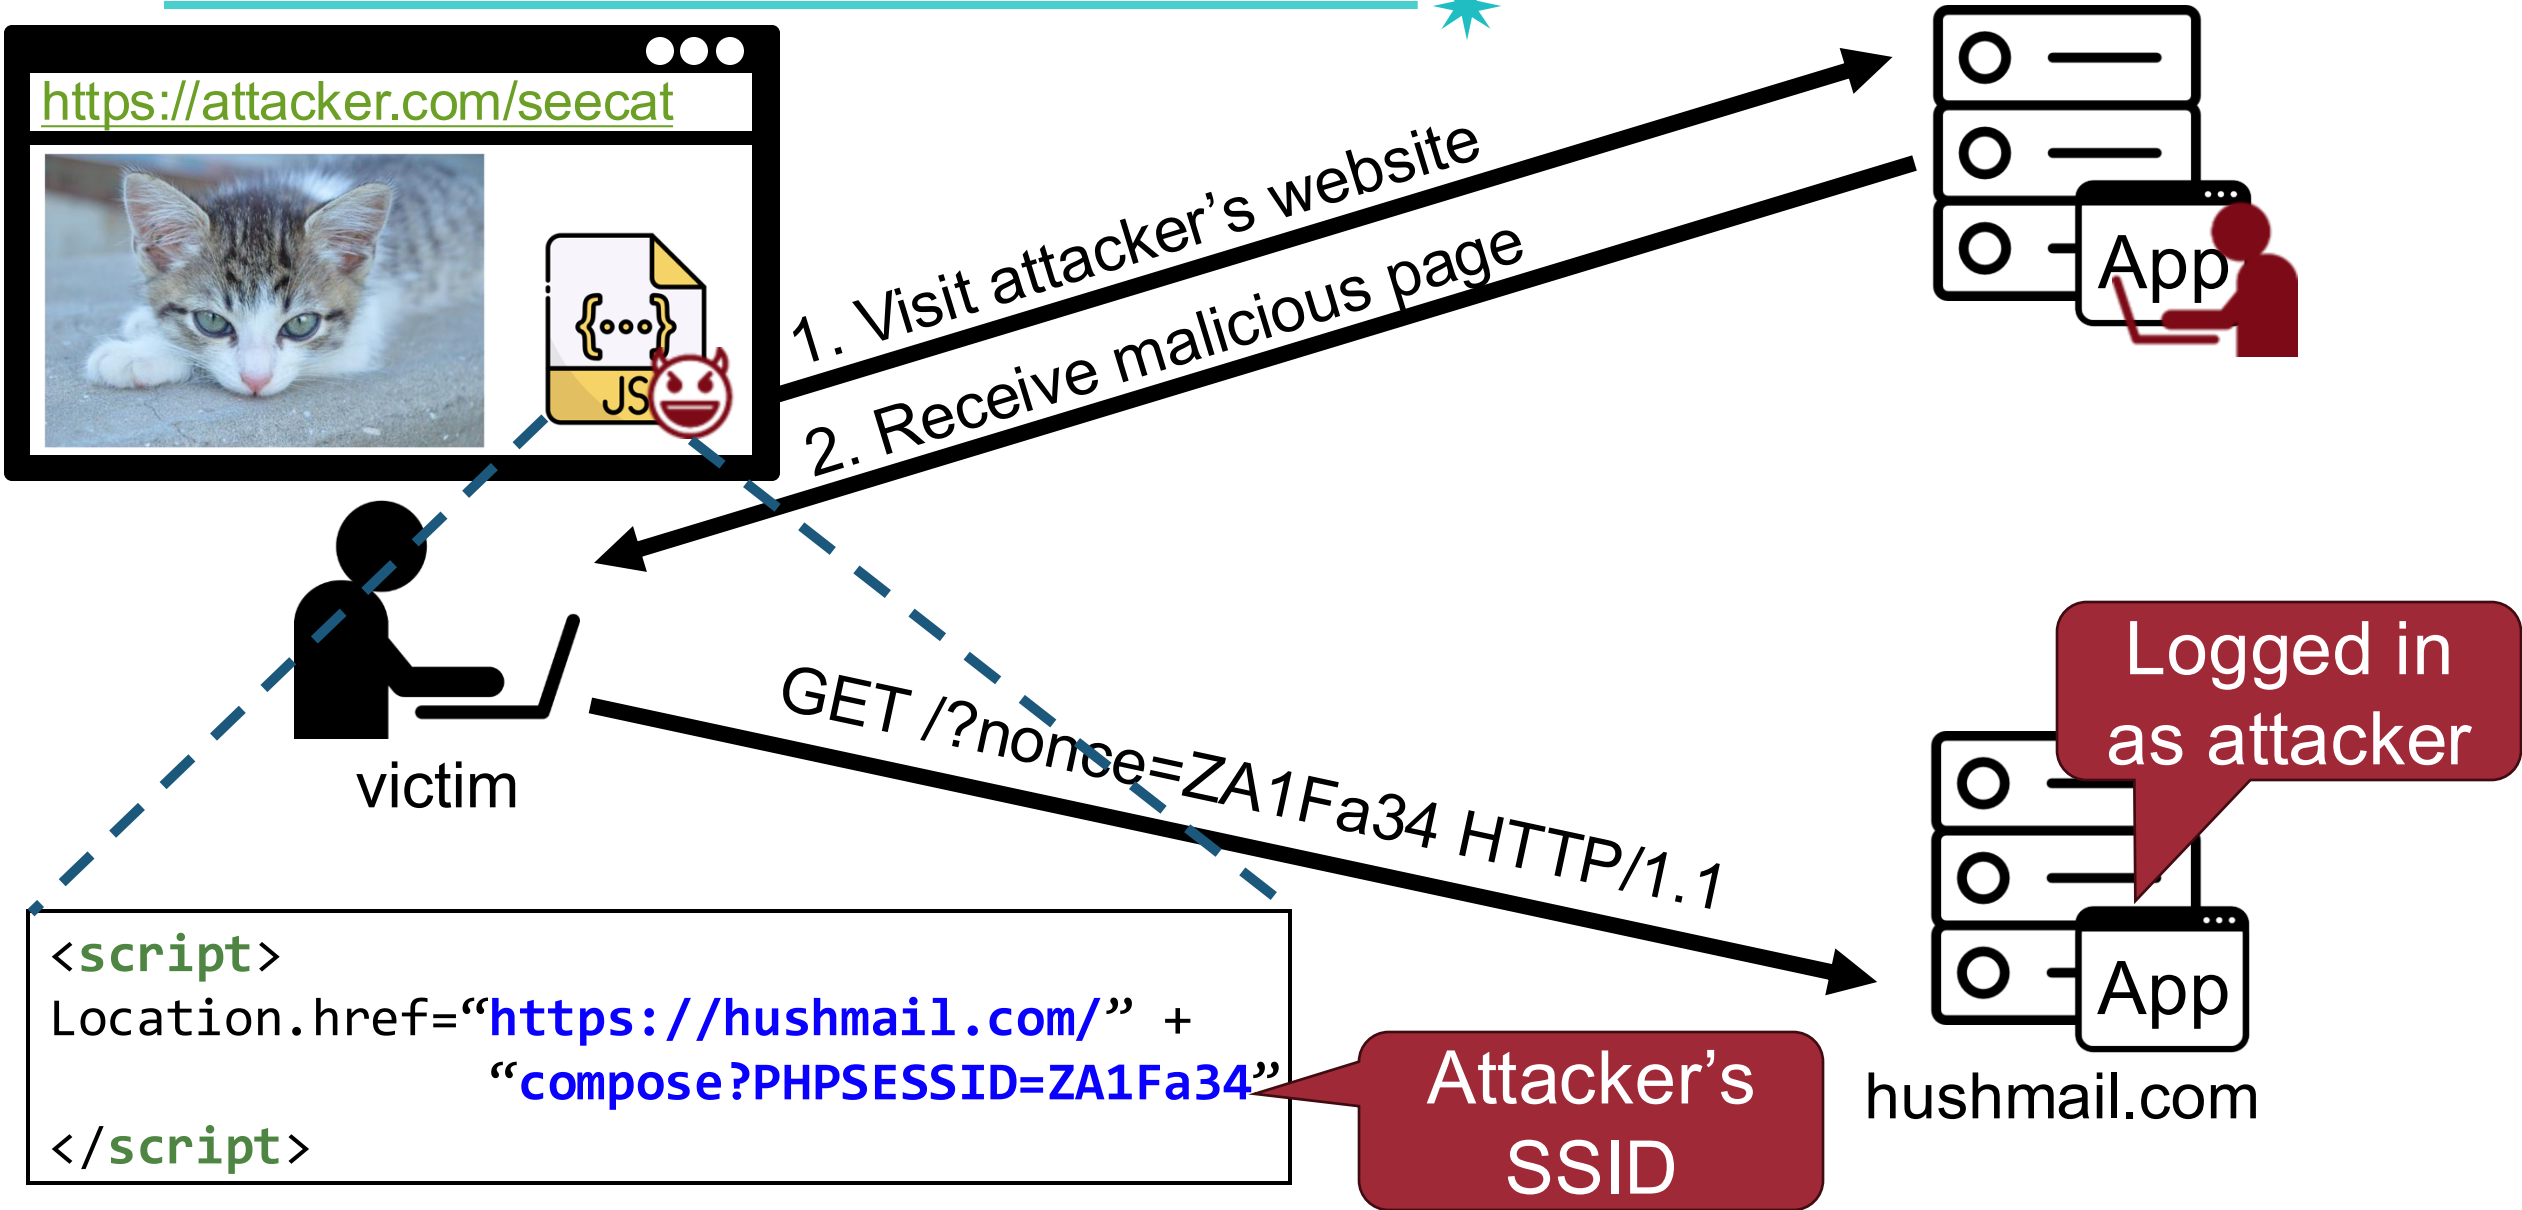 https://attacker.com/seecat
JS
1. Visit attacker’s website
2. Receive malicious page
App
victim
GET /?nonce=ZA1Fa34 HTTP/1.1
Logged in
as attacker
App
hushmail.com
<script>
Location.href=“https://hushmail.com/” +
“compose?PHPSESSID=ZA1Fa34”
</script>
Attacker’s
SSID